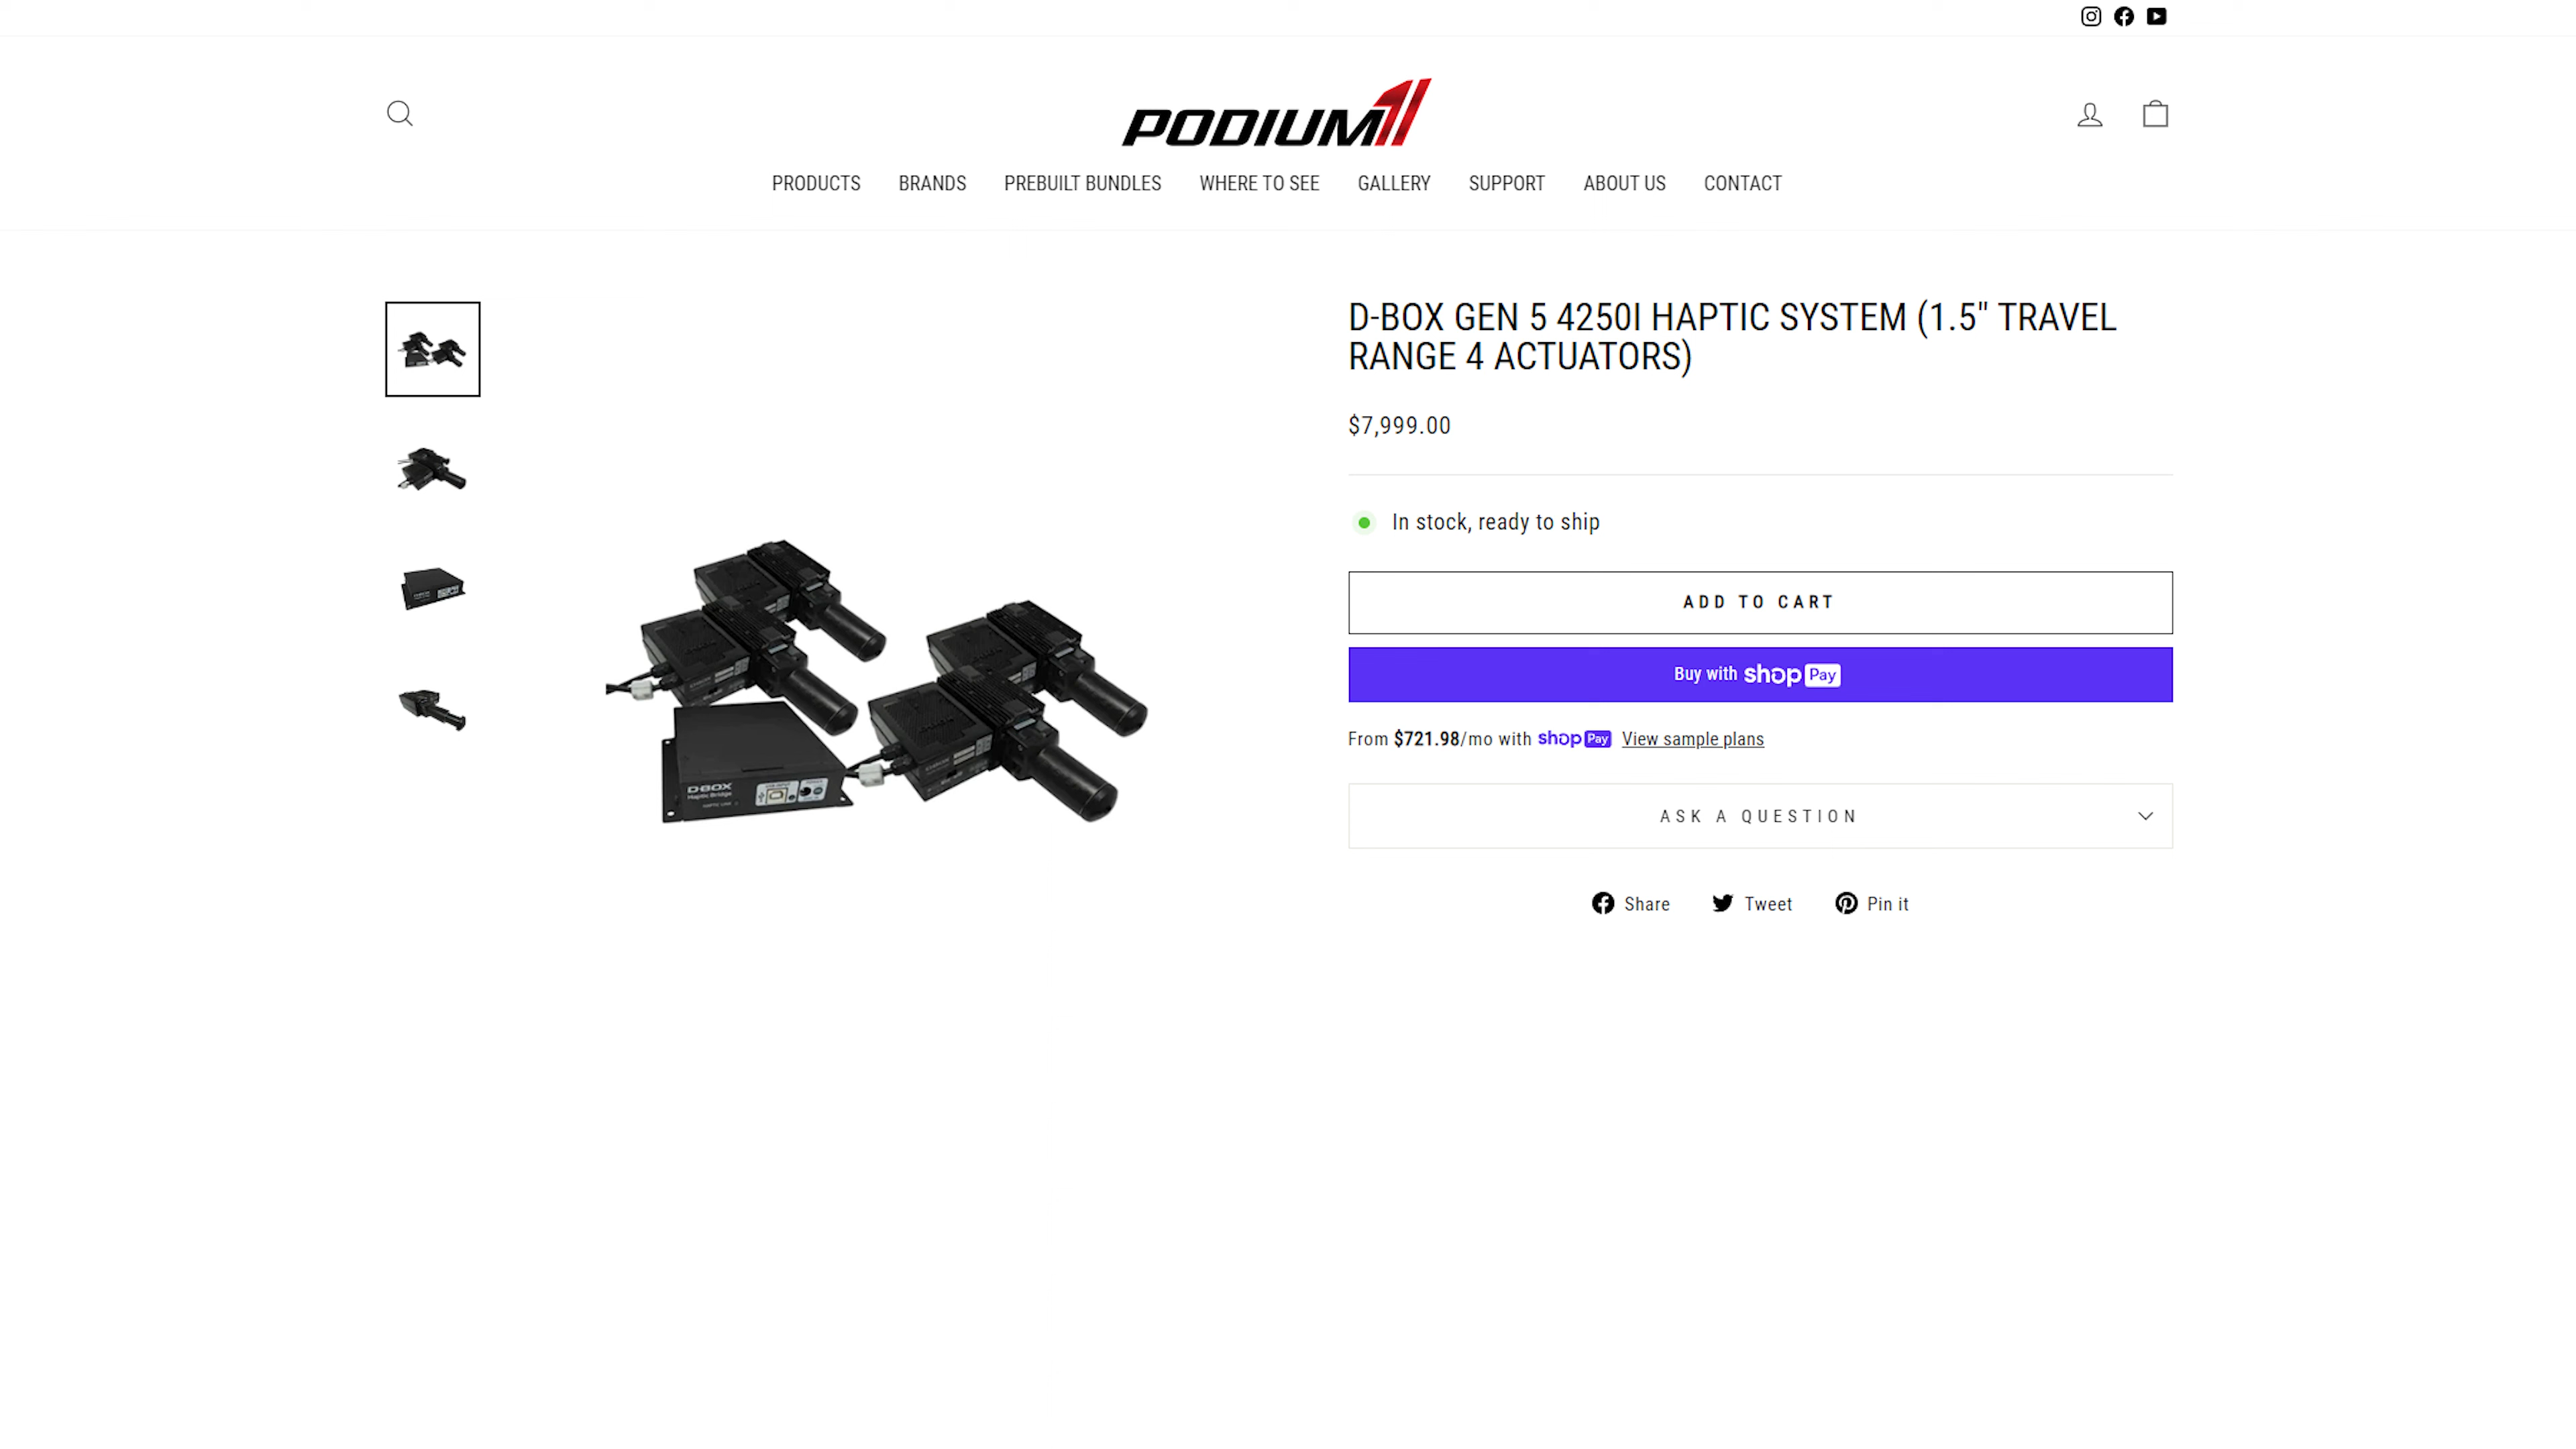 PODIUM1
PRODUCTS
BRANDS
PREBUILT BUNDLES
WHERE TO SEE
GALLERY
SUPPORT
ABOUT US
CONTACT
D-BOX GEN 5 4250I HAPTIC SYSTEM (1.5" TRAVEL
RANGE 4 ACTUATORS)
$7,999.00
In stock, ready to ship
ADD TO CART
Buy with shop Pay
From $721.98/mo with shop Pay View sample plans
ASK A QUESTION
Share
Tweet
Pin it
D-BOX
Haptic Bridge